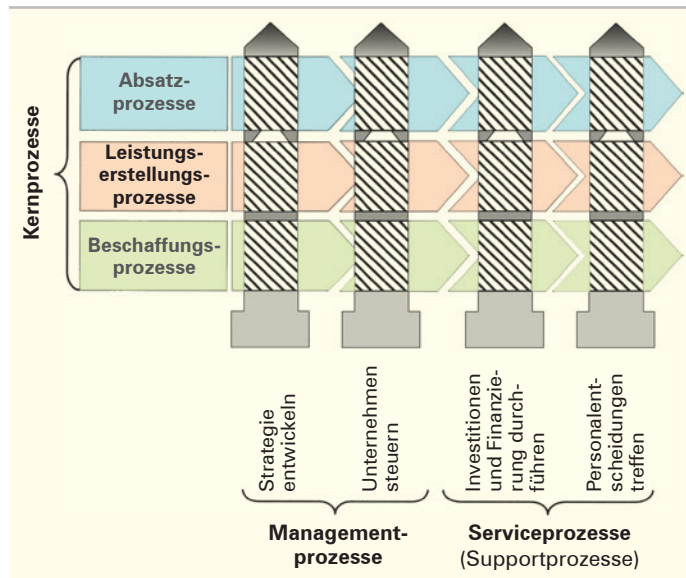 Kernprozesse
Absatz-
prozesse
Leistungs-
erstellungs-
prozesse
Beschaffungs-
prozesse
Strategie
entwickeln
Unternehmen
steuern
Investitionen
und Finanzie-
rung durch-
führen
Personalent-
scheidungen
treffen
Management-
prozesse
Serviceprozesse
(Supportprozesse)